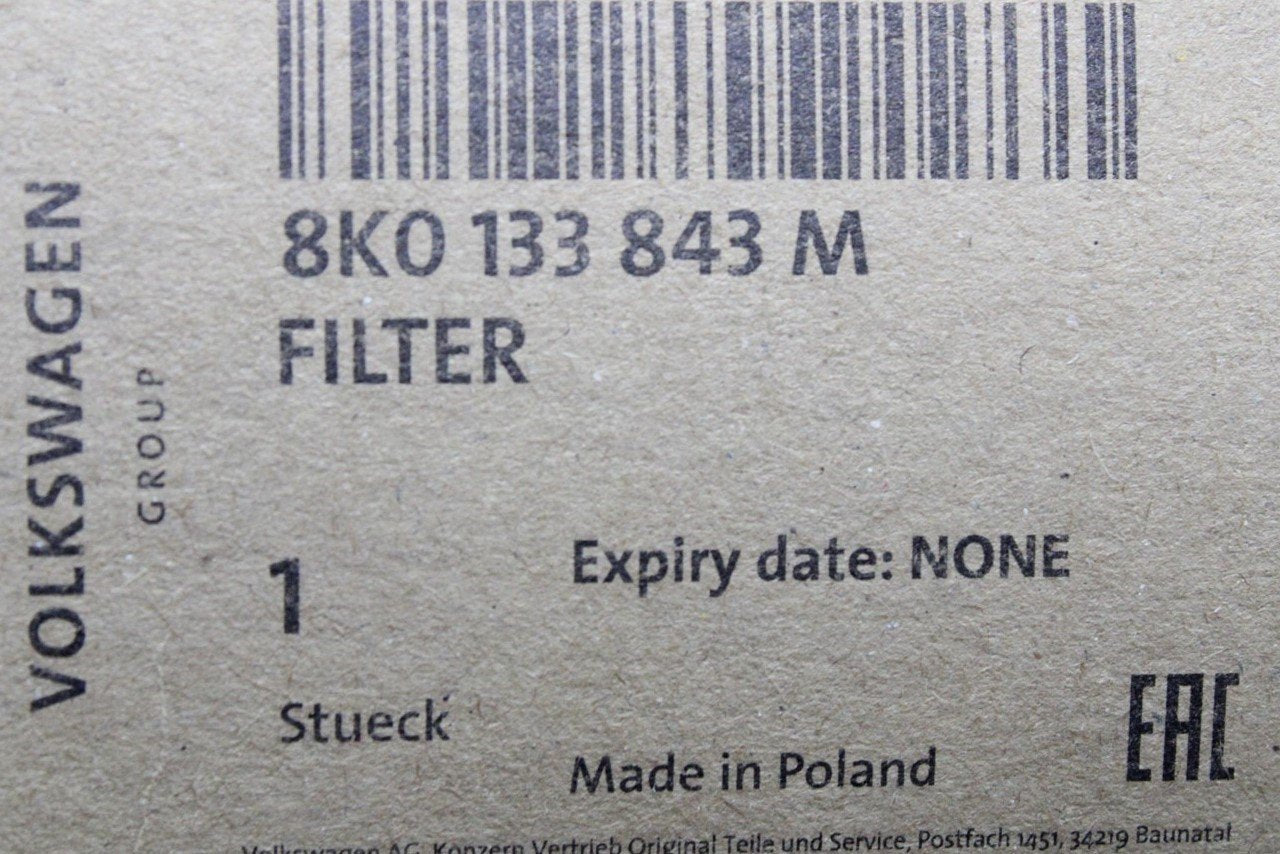 8K0 133 843 M
FILTER
VOLKSWAGEN
GROUP
1
Expiry date: NONE
Stueck
Made in Poland
EAC
Volkswagen AG, Konzern Vertrieb Original Teile und Service, Postfach 1451, 34219 Baunatal